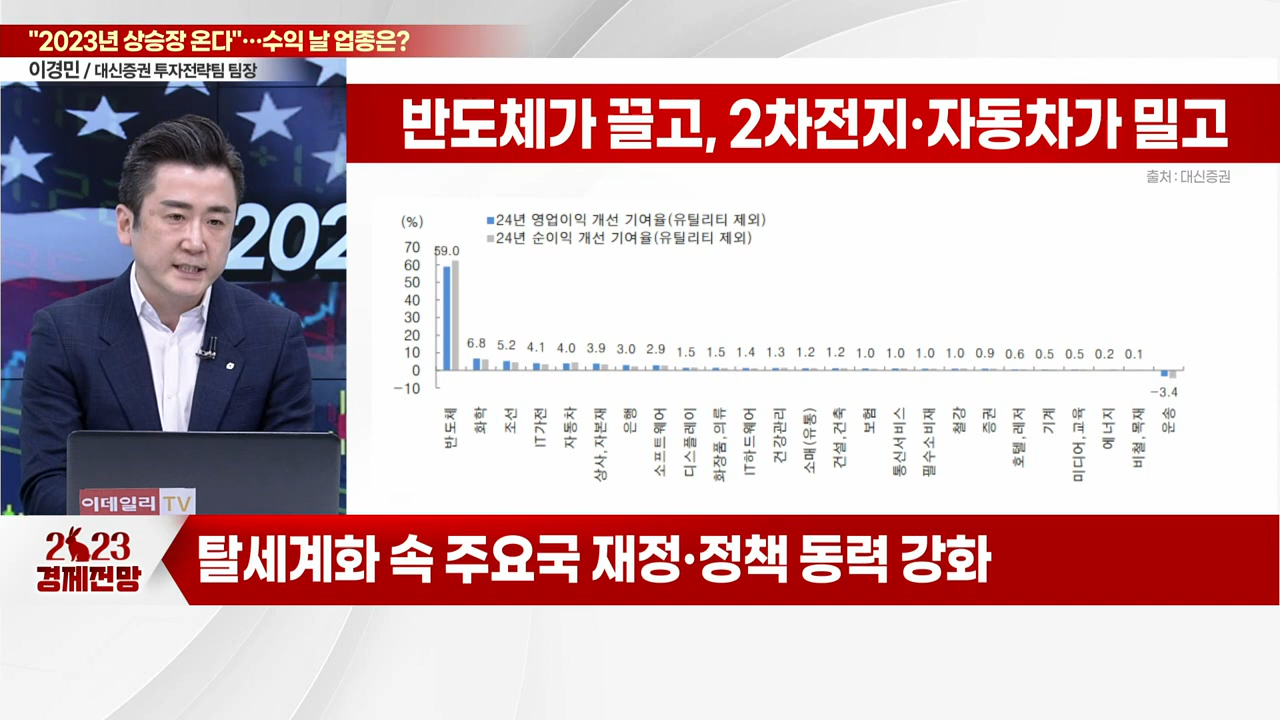 "2023년 상승장 온다"…수익 날 업종은?
이경민 / 대신증권 투자전략팀 팀장
202
반도체가 끌고, 2차전지·자동차가 밀고
출처 : 대신증권
(%)
24년 영업이익 개선 기여율(유틸리티 제외)
24년 순이익 개선 기여율(유틸리티 제외)
70
60
50
40
30
20
10
0
-10
59.0
6.8
5.2
4.1
4.0
3.9
3.0
2.9
1.5
1.5
1.4
1.3
1.2
1.2
1.0
1.0
1.0
1.0
0.9
0.6
0.5
0.5
0.2
0.1
-3.4
반도체
화학
조선
IT가전
자동차
상사,자본재
은행
소프트웨어
디스플레이
화장품,의류
IT하드웨어
건강관리
소매(유통)
건설,건축
보험
통신서비스
필수소비재
철강
증권
호텔,레저
기계
미디어,교육
에너지
비철,목재
운송
이데일리 TV
2023
경제전망
탈세계화 속 주요국 재정·정책 동력 강화